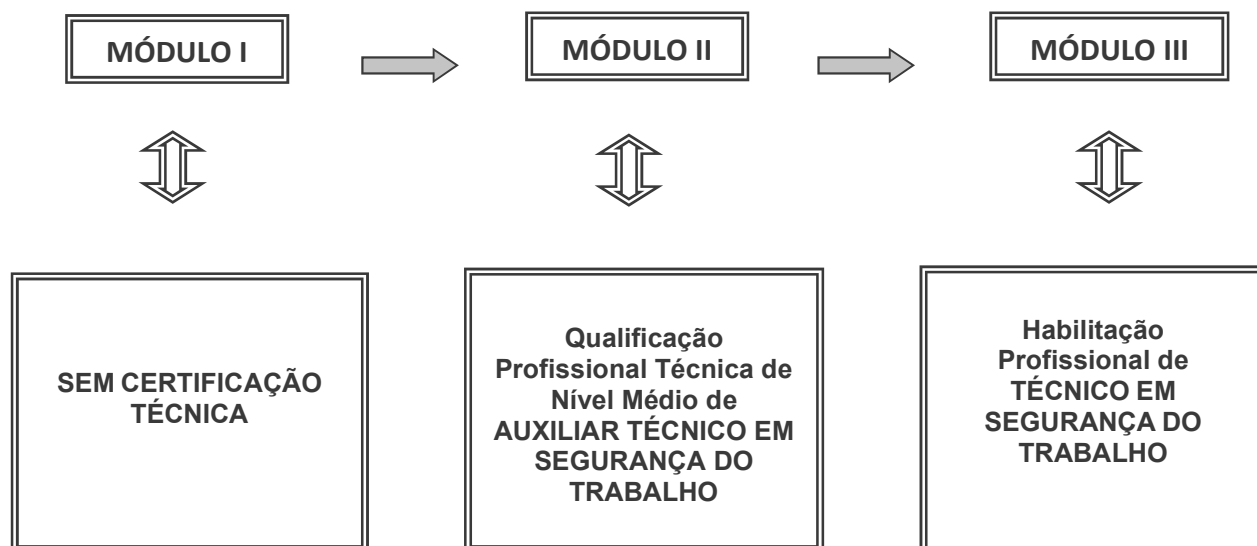 MÓDULO I
MÓDULO II
MÓDULO III
SEM CERTIFICAÇÃO
TÉCNICA
Qualificação
Profissional Técnica de
Nível Médio de
AUXILIAR TÉCNICO EM
SEGURANÇA DO
TRABALHO
Habilitação
Profissional de
TÉCNICO EM
SEGURANÇA DO
TRABALHO